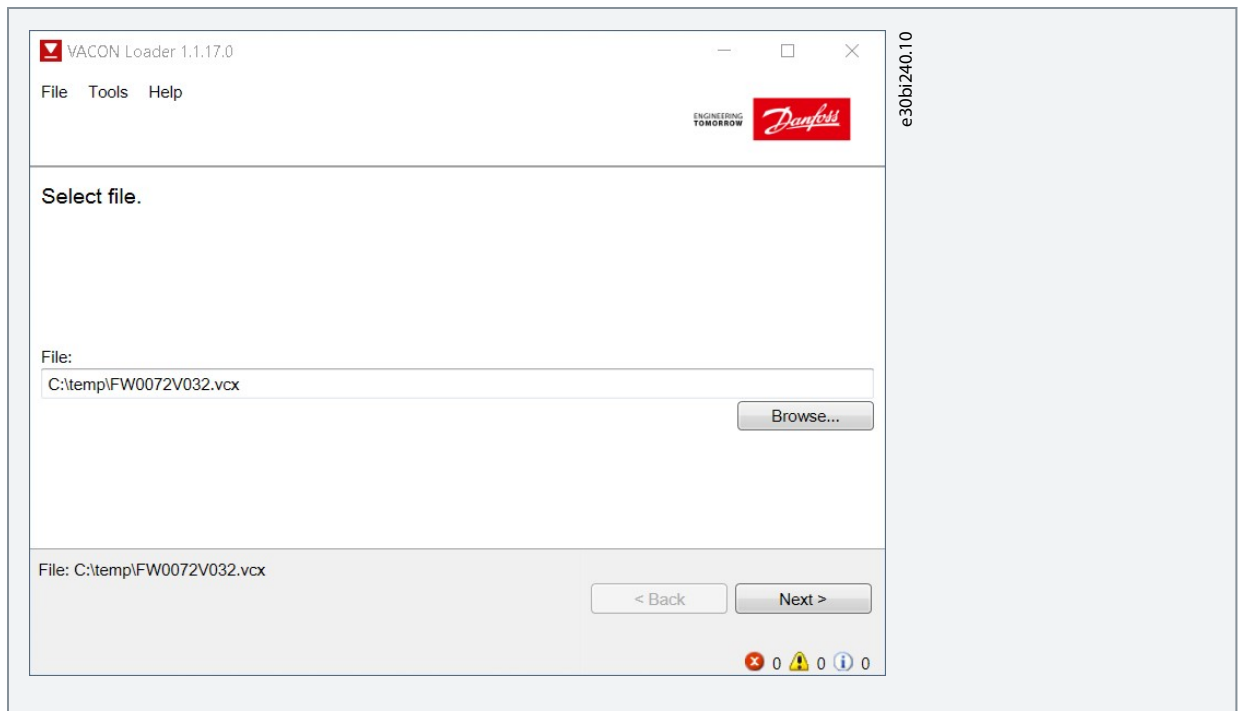 VACON Loader 1.1.17.0
File Tools Help
ENGINEERING
TOMORROW
Danfoss
e30bi240.10
Select file.
File:
C:\temp\FW0072V032.vcx
Browse...
File: C:\temp\FW0072V032.vcx
< Back Next >
0 0 0